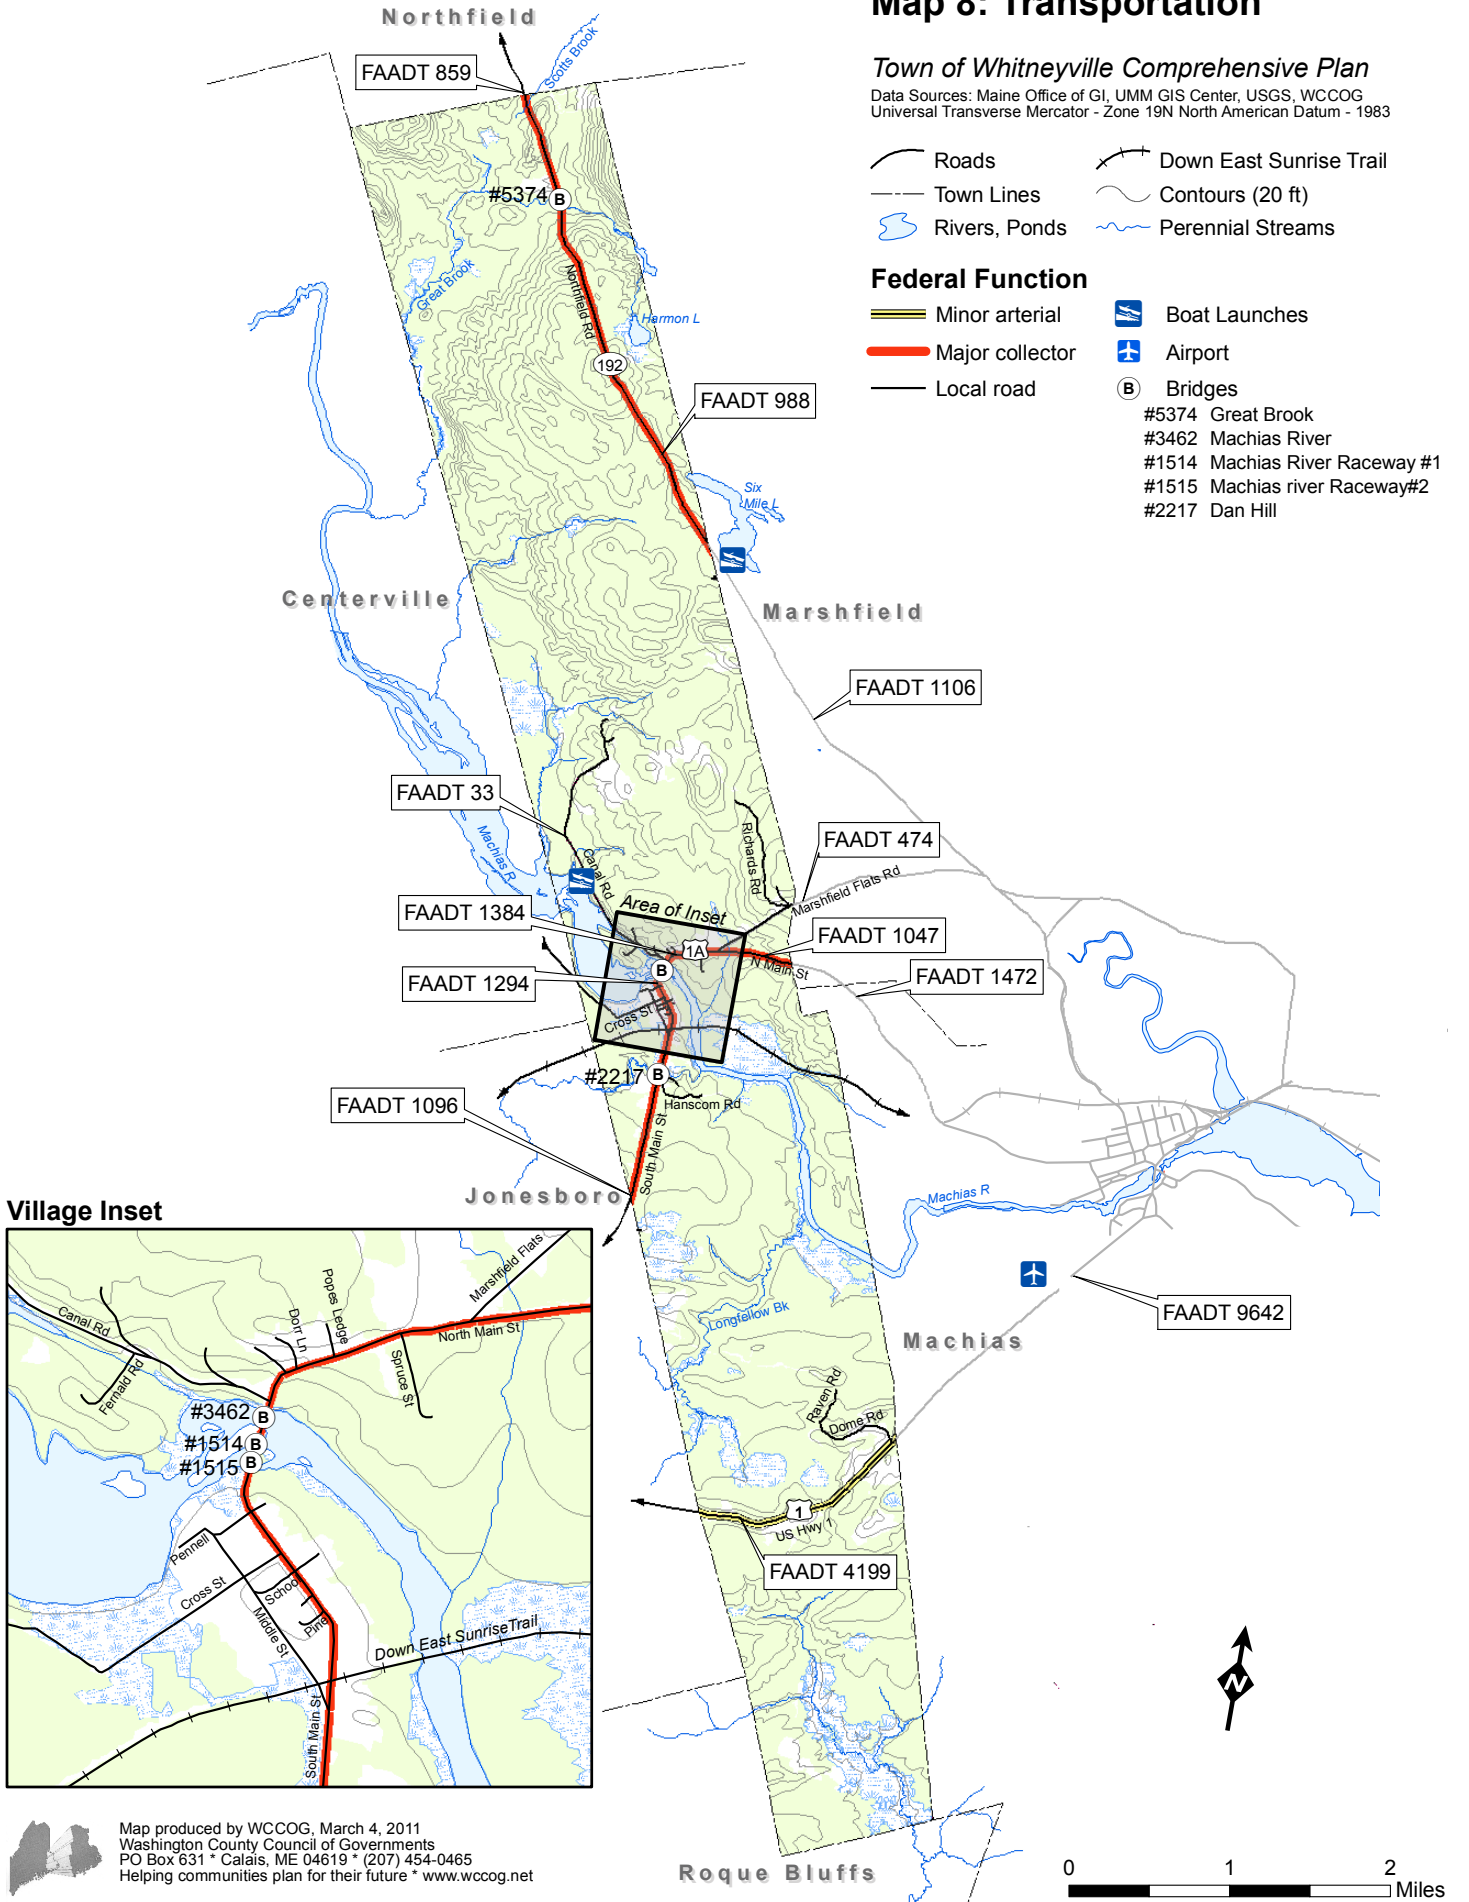 Map 8: Transportation
Town of Whitneyville Comprehensive Plan
Data Sources: Maine Office of GI, UMM GIS Center, USGS, WCCOG
Universal Transverse Mercator - Zone 19N North American Datum - 1983
Roads
Down East Sunrise Trail
Town Lines
Contours (20 ft)
Rivers, Ponds
Perennial Streams
Federal Function
Minor arterial
Boat Launches
Major collector
Airport
Local road
B Bridges
#5374 Great Brook
#3462 Machias River
#1514 Machias River Raceway #1
#1515 Machias river Raceway#2
#2217 Dan Hill
Northfield
FAADT 859
Scotts Brook
#5374 B
Great Brook
Northfield Rd
Harmon L
192
FAADT 988
Six
Mile L
Centerville
Marshfield
FAADT 1106
FAADT 33
Machias R
Canal Rd
Richards Rd
FAADT 474
Marshfield Flats Rd
FAADT 1384
Area of Inset
1A
B
FAADT 1047
N Main St
FAADT 1294
FAADT 1472
Cross St
#2217 B
Hanscom Rd
FAADT 1096
South Main St
Jonesboro
Machias R
FAADT 9642
Longfellow Bk
Machias
Raven Rd
Dome Rd
1
US Hwy 1
FAADT 4199
Roque Bluffs
Village Inset
Canal Rd
Fernald Rd
Dorr Ln
Popes Ledge
Marshfield Flats
North Main St
Spruce St
#3462 B
#1514 B
#1515 B
Pennell
Cross St
School
Middle St
Pine
Down East SunriseTrail
South Main St
N
Map produced by WCCOG, March 4, 2011
Washington County Council of Governments
PO Box 631 * Calais, ME 04619 * (207) 454-0465
Helping communities plan for their future * www.wccog.net
0 1 2
Miles